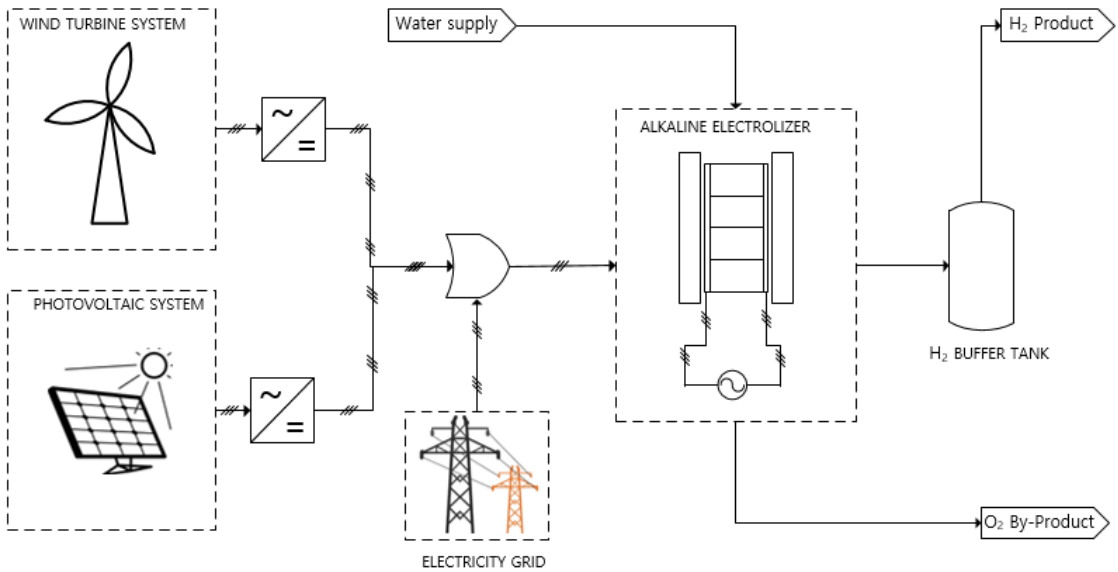 WIND TURBINE SYSTEM
Water supply
H₂ Product
~
=
ALKALINE ELECTROLIZER
PHOTOVOLTAIC SYSTEM
~
=
H₂ BUFFER TANK
O₂ By-Product
ELECTRICITY GRID